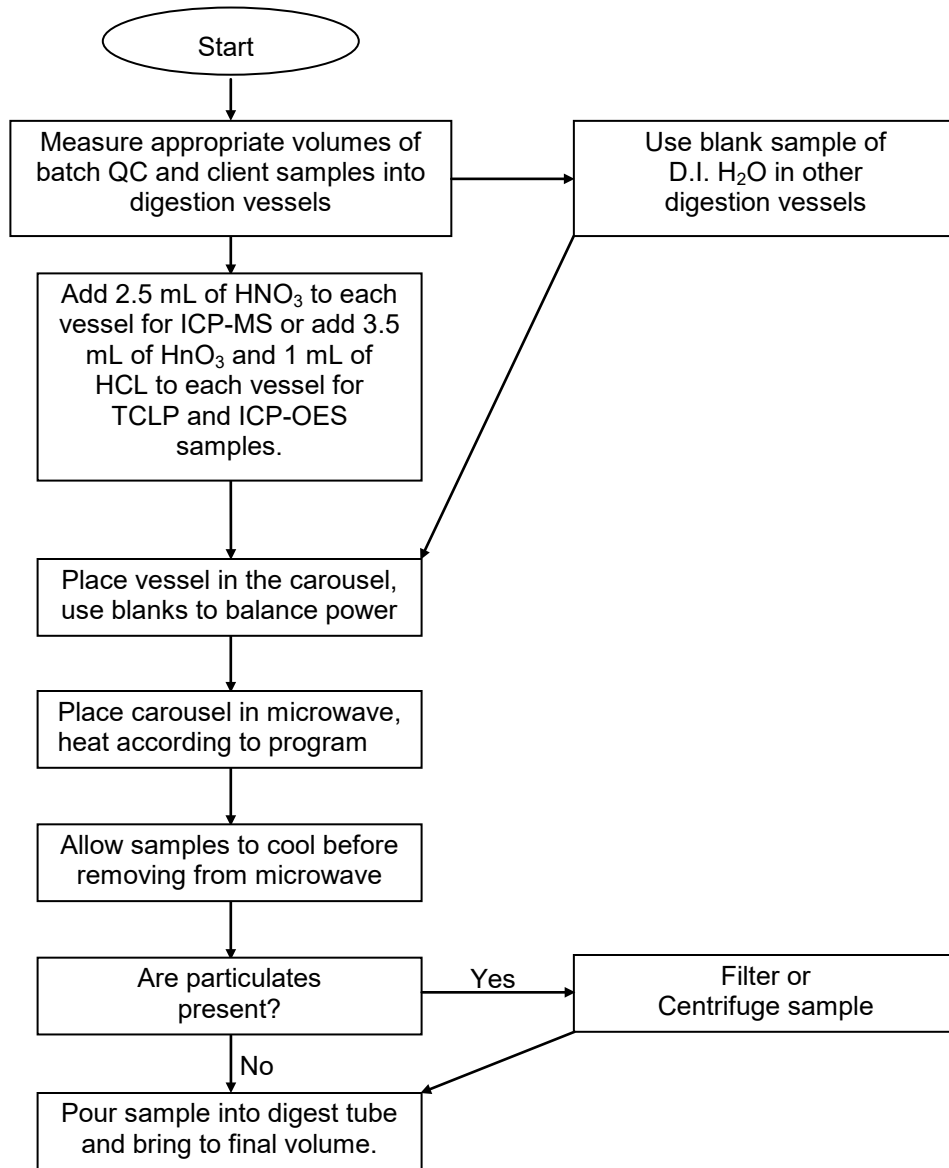 Start
Measure appropriate volumes of
batch QC and client samples into
digestion vessels
Use blank sample of
D.I. H₂O in other
digestion vessels
Add 2.5 mL of HNO₃ to each
vessel for ICP-MS or add 3.5
mL of HnO₃ and 1 mL of
HCL to each vessel for
TCLP and ICP-OES
samples.
Place vessel in the carousel,
use blanks to balance power
Place carousel in microwave,
heat according to program
Allow samples to cool before
removing from microwave
Are particulates
present?
Yes
Filter or
Centrifuge sample
No
Pour sample into digest tube
and bring to final volume.